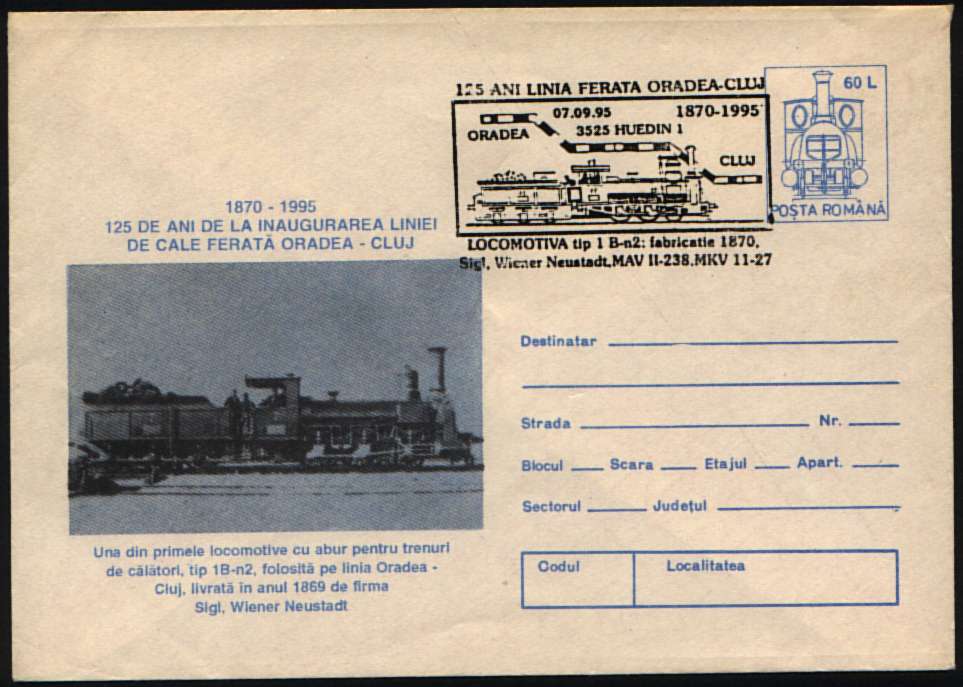 125 ANI LINIA FERATA ORADEA-CLUJ
07.09.95 1870-1995
ORADEA 3525 HUEDIN 1
CLUJ
LOCOMOTIVA tip 1 B-n2: fabricatie 1870,
Sigl, Wiener Neustadt,MAV II-238,MKV 11-27
60 L
POȘTA ROMÂNĂ
1870 - 1995
125 DE ANI DE LA INAUGURAREA LINIEI
DE CALE FERATĂ ORADEA - CLUJ
Una din primele locomotive cu abur pentru trenuri
de călători, tip 1B-n2, folosită pe linia Oradea -
Cluj, livrată în anul 1869 de firma
Sigl, Wiener Neustadt
Destinatar
Strada Nr.
Blocul Scara Etajul Apart.
Sectorul Județul
Codul Localitatea